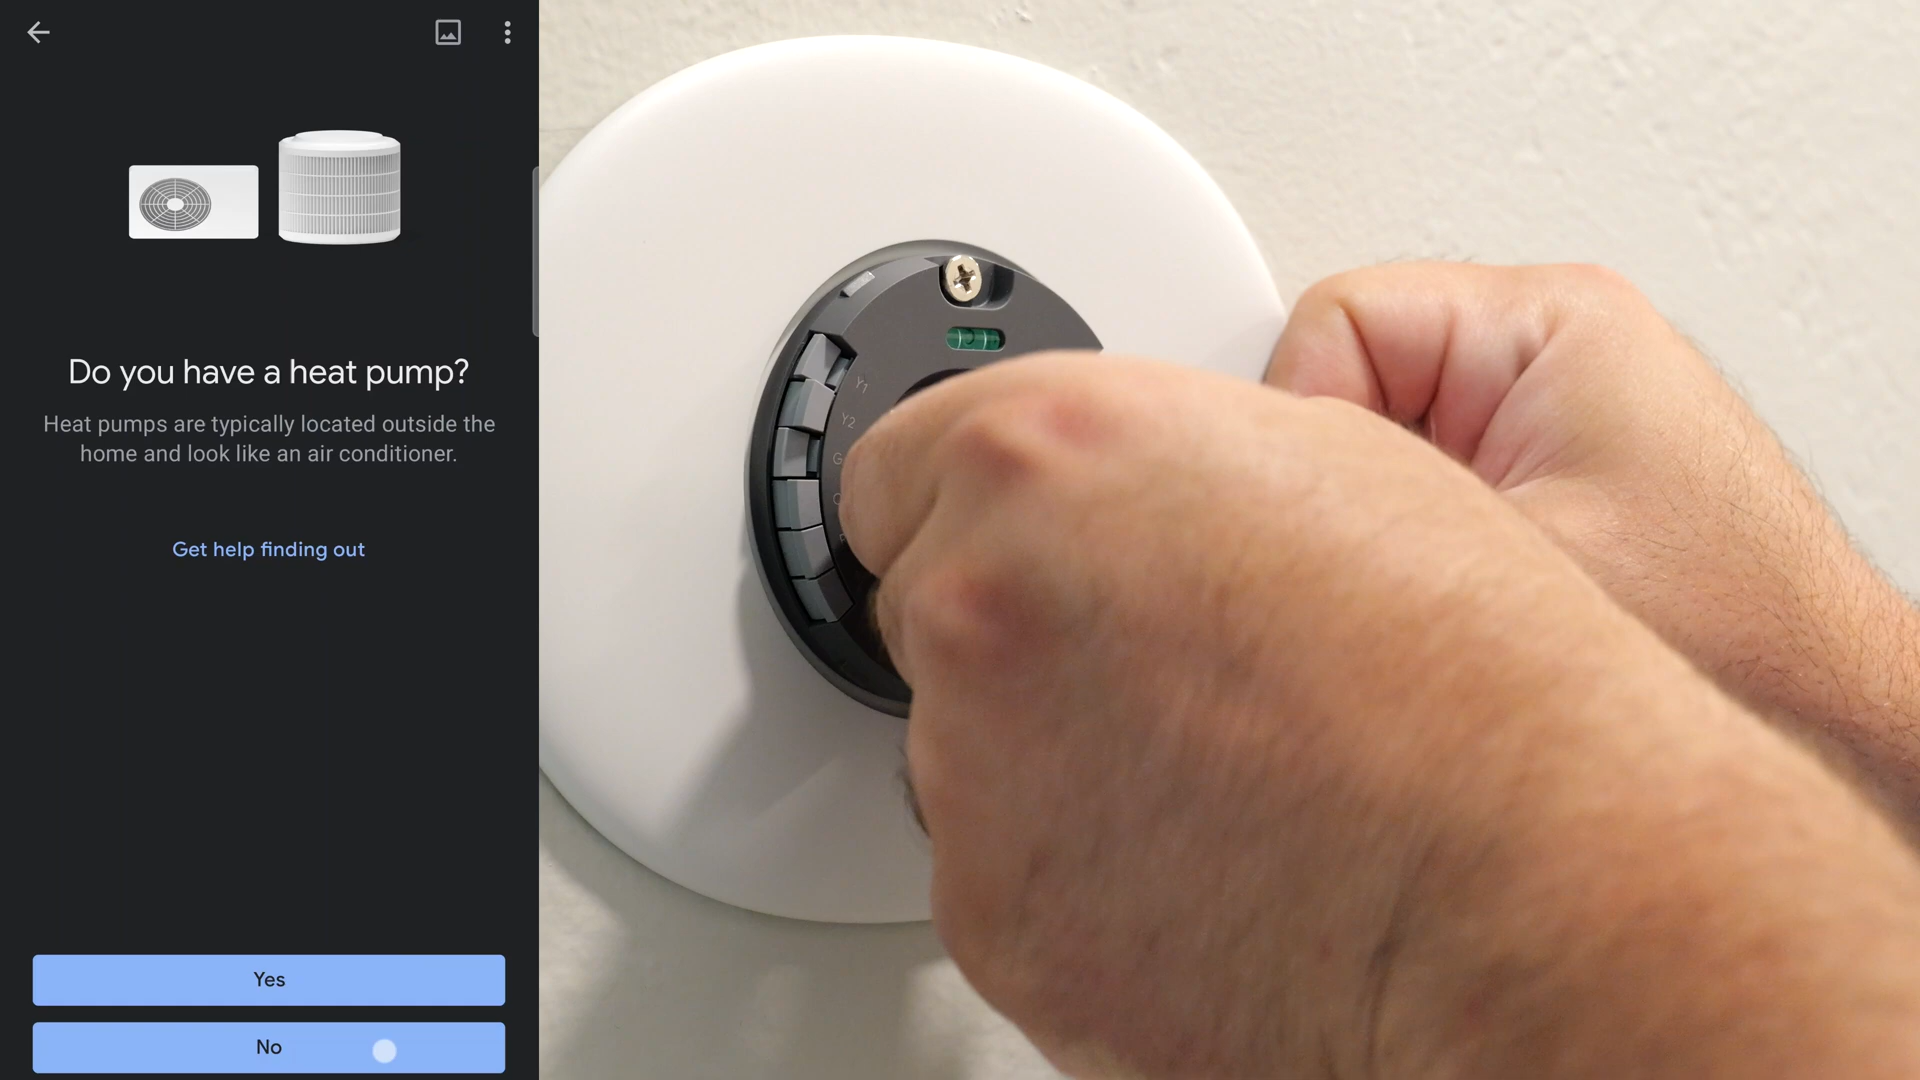 Do you have a heat pump?
Heat pumps are typically located outside the
home and look like an air conditioner.
Get help finding out
Yes
No
Y1
Y2
G